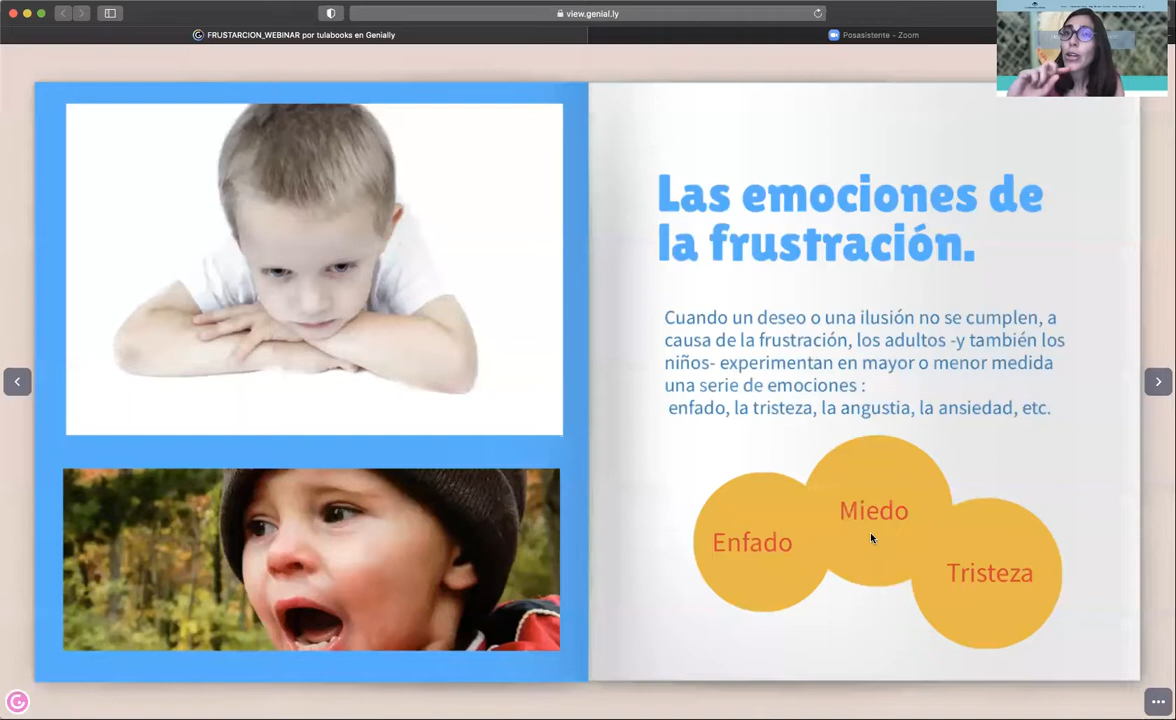 view.genial.ly
FRUSTARCION_WEBINAR por tulabooks en Genially
Posasistente - Zoom
Las emociones de
la frustración.
Cuando un deseo o una ilusión no se cumplen, a
causa de la frustración, los adultos -y también los
niños- experimentan en mayor o menor medida
una serie de emociones :
enfado, la tristeza, la angustia, la ansiedad, etc.
Miedo
Enfado
Tristeza